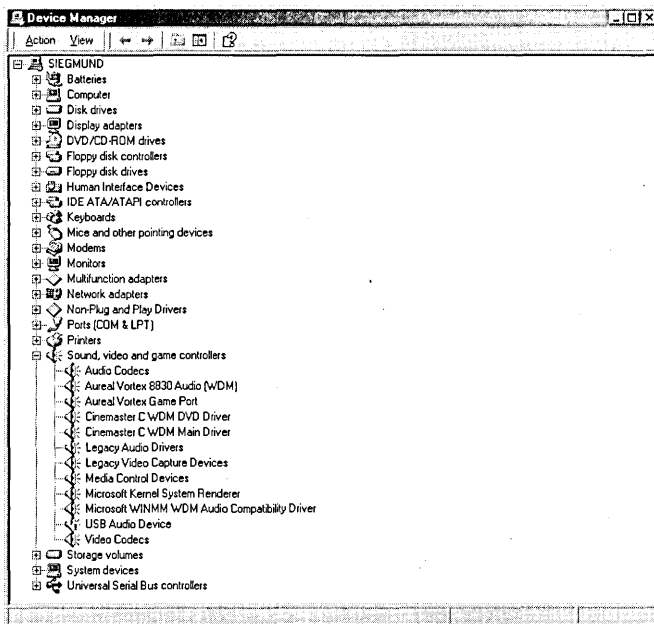 Device Manager
Action View
SIEGMUND
Batteries
Computer
Disk drives
Display adapters
DVD/CD-ROM drives
Floppy disk controllers
Floppy disk drives
Human Interface Devices
IDE ATA/ATAPI controllers
Keyboards
Mice and other pointing devices
Modems
Monitors
Multifunction adapters
Network adapters
Non-Plug and Play Drivers
Ports (COM & LPT)
Printers
Sound, video and game controllers
Audio Codecs
Aureal Vortex 8830 Audio (WDM)
Aureal Vortex Game Port
Cinemaster C WDM DVD Driver
Cinemaster C WDM Main Driver
Legacy Audio Drivers
Legacy Video Capture Devices
Media Control Devices
Microsoft Kernel System Renderer
Microsoft WINMM WDM Audio Compatibility Driver
USB Audio Device
Video Codecs
Storage volumes
System devices
Universal Serial Bus controllers